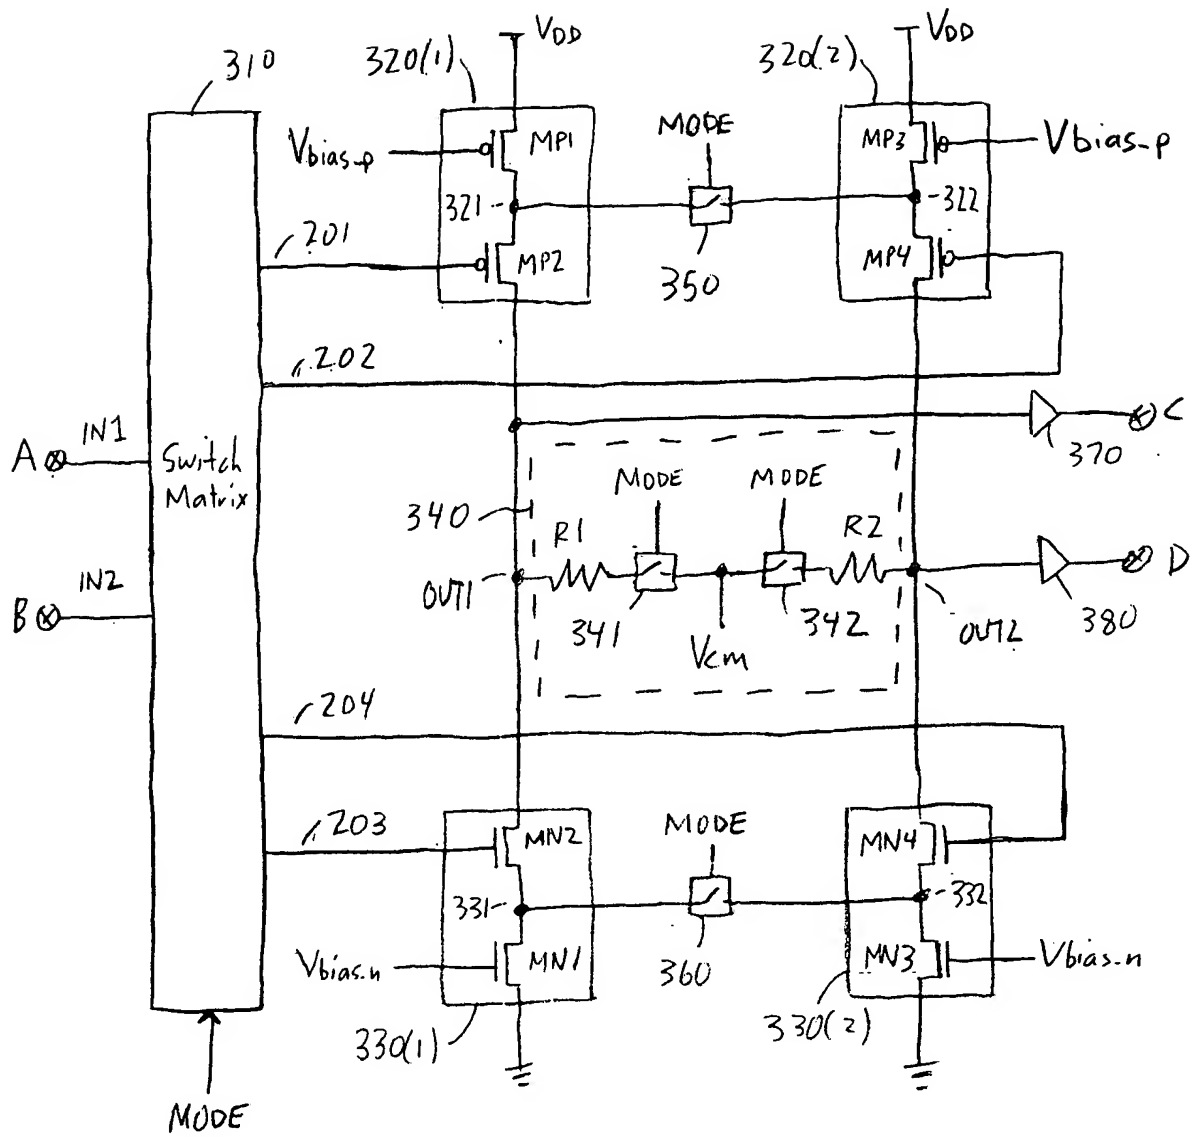 310
320(1)
VDD
320(2)
VDD
MP1
Vbias-p
MODE
MP3
Vbias-p
321
322
201
MP2
350
MP4
202
C
370
A
IN1
Switch
Matrix
340
MODE
MODE
R1
R2
D
OUT1
341
342
380
OUT2
Vcm
B
IN2
204
203
MN2
MODE
MN4
331
332
Vbias-n
MN1
360
MN3
Vbias-n
330(1)
330(2)
MODE